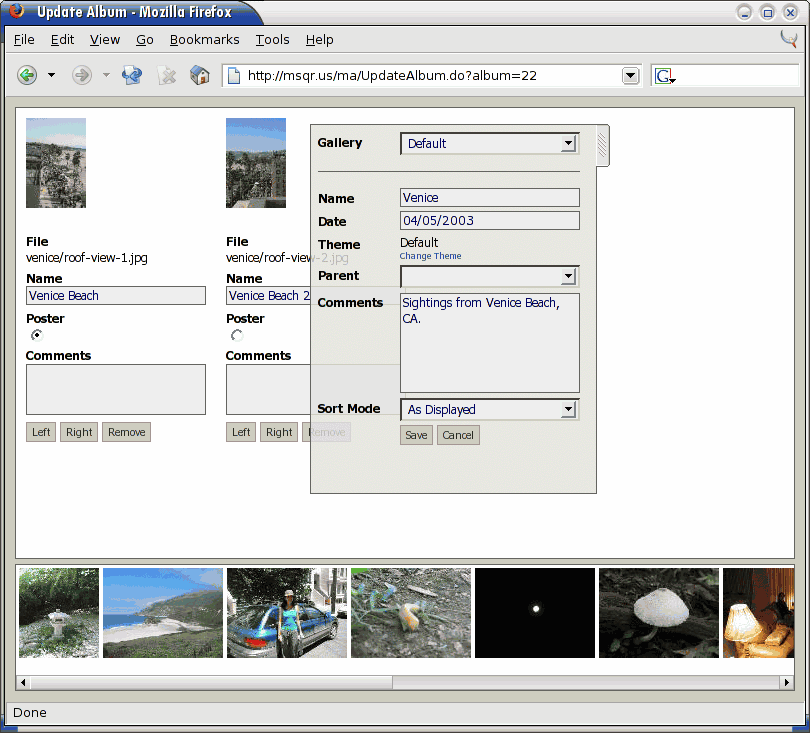 Update Album - Mozilla Firefox
File Edit View Go Bookmarks Tools Help
http://msqr.us/ma/UpdateAlbum.do?album=22
G
File
venice/roof-view-1.jpg
Name
Venice Beach
Poster
Comments
Left Right Remove
File
venice/roof-view-2.jpg
Name
Venice Beach 2
Poster
Comments
Left Right Remove
Gallery Default
Name Venice
Date 04/05/2003
Theme Default
Change Theme
Parent
Comments Sightings from Venice Beach,
CA.
Sort Mode As Displayed
Save Cancel
Done